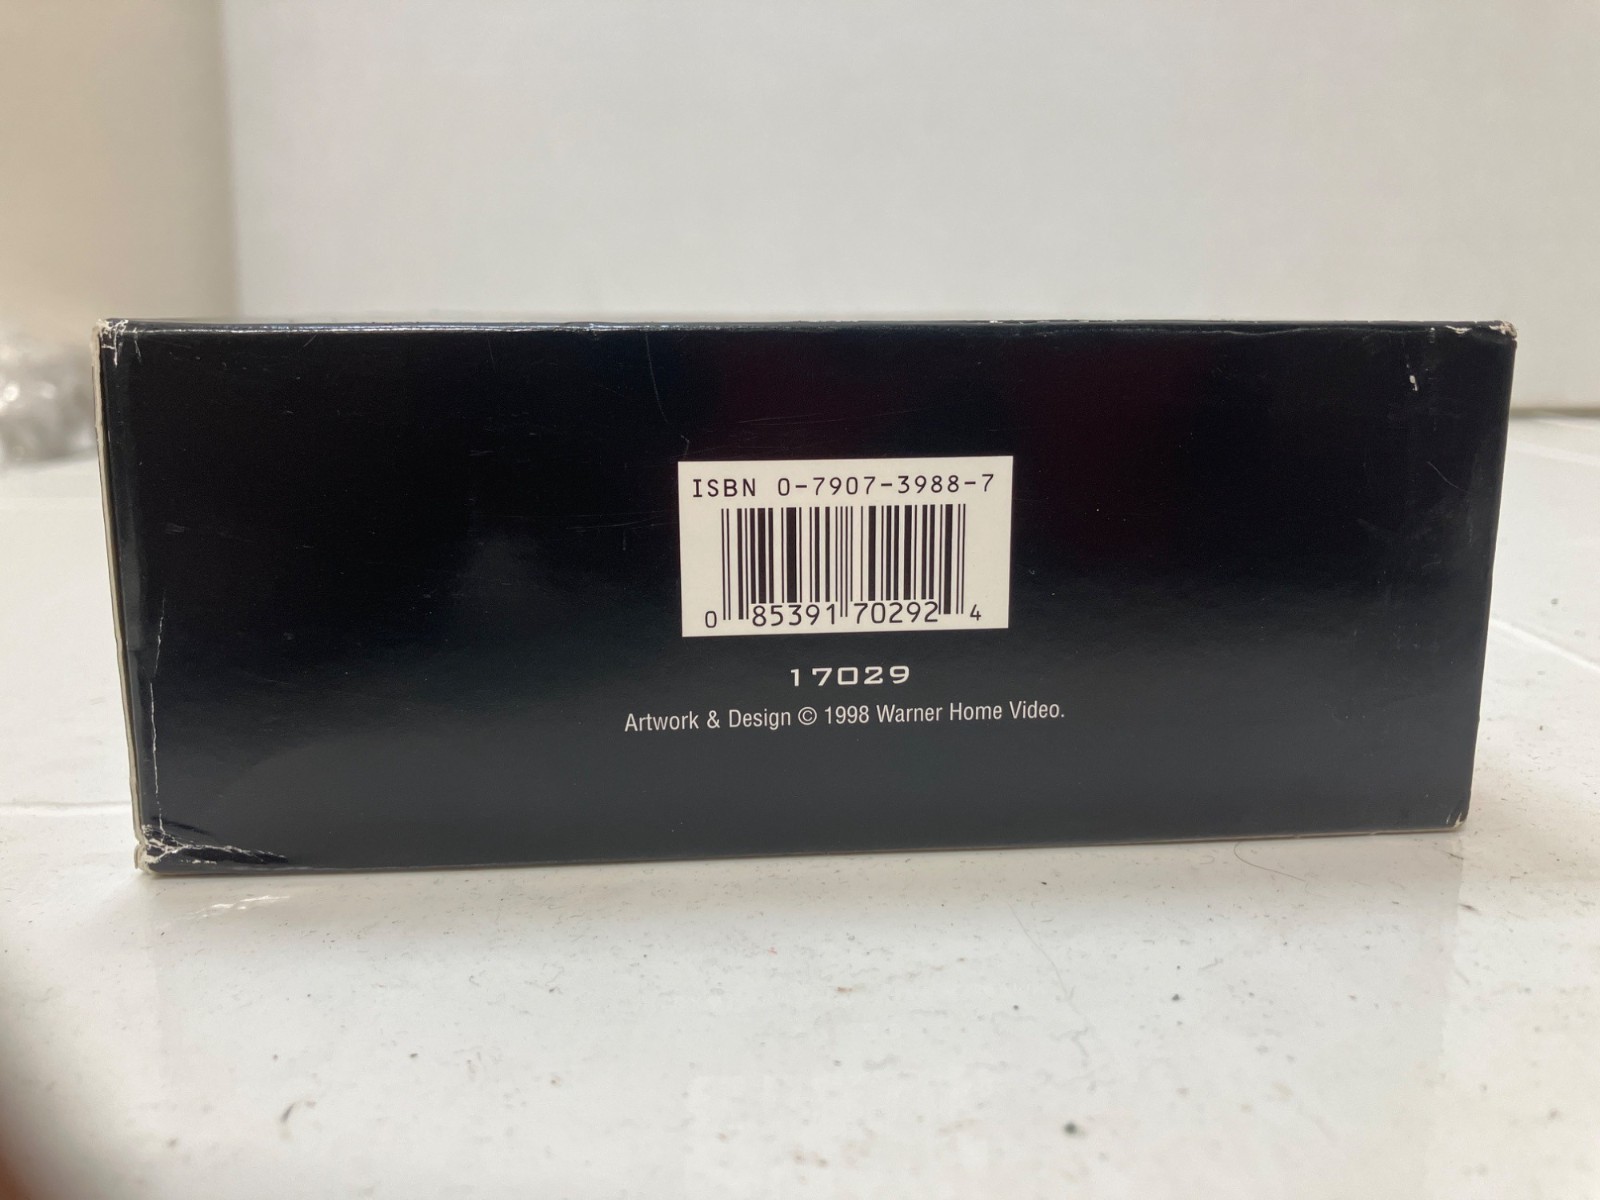 ISBN 0-7907-3988-7
0 85391 70292 4
17029
Artwork & Design © 1998 Warner Home Video.